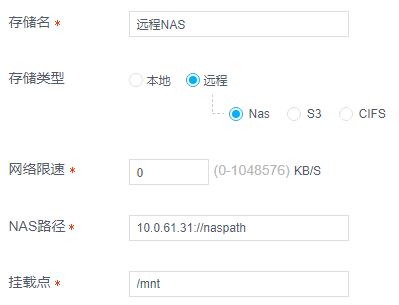 存储名 * 远程NAS
存储类型 本地 远程
Nas S3 CIFS
网络限速 * 0 (0-1048576) KB/S
NAS路径 * 10.0.61.31://naspath
挂载点 * /mnt